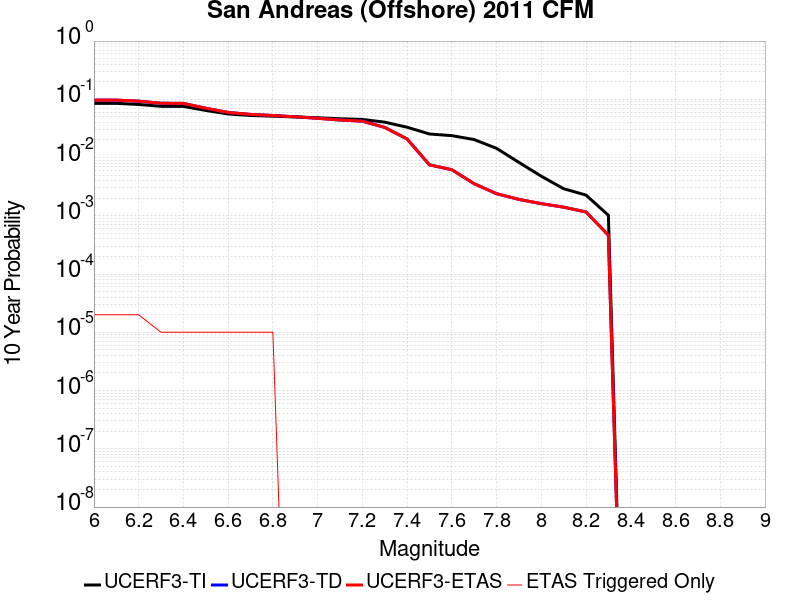 San Andreas (Offshore) 2011 CFM
10^0
10^-1
10^-2
10^-3
10^-4
10^-5
10^-6
10^-7
10^-8
10 Year Probability
6 6.2 6.4 6.6 6.8 7 7.2 7.4 7.6 7.8 8 8.2 8.4 8.6 8.8 9
Magnitude
UCERF3-TI UCERF3-TD UCERF3-ETAS ETAS Triggered Only